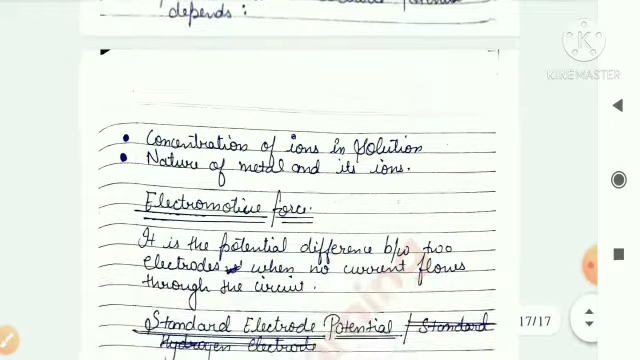 depends :
KINEMASTER
• Concentration of ions in solution
• Nature of metal and its ions.
Electromotive force.
It is the potential difference b/w two
electrodes when no current flows
through the circuit.
Standard Electrode Potential / Standard
Hydrogen Electrode
17/17